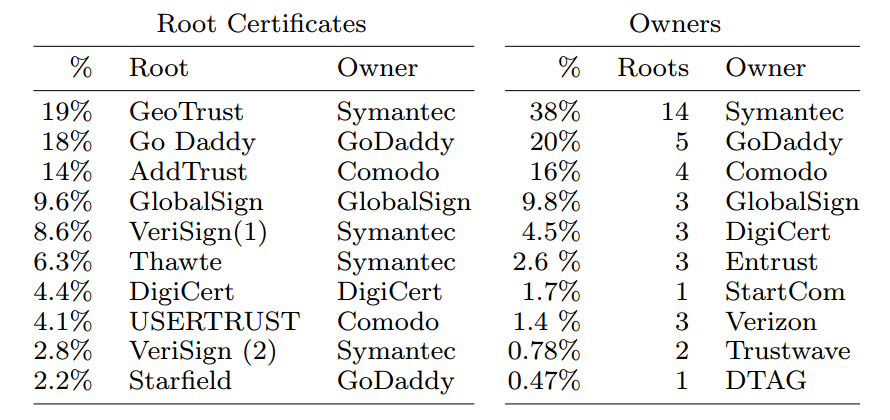 Root Certificates Owners
% Root Owner % Roots Owner
19% GeoTrust Symantec 38% 14 Symantec
18% Go Daddy GoDaddy 20% 5 GoDaddy
14% AddTrust Comodo 16% 4 Comodo
9.6% GlobalSign GlobalSign 9.8% 3 GlobalSign
8.6% VeriSign(1) Symantec 4.5% 3 DigiCert
6.3% Thawte Symantec 2.6 % 3 Entrust
4.4% DigiCert DigiCert 1.7% 1 StartCom
4.1% USERTRUST Comodo 1.4 % 3 Verizon
2.8% VeriSign (2) Symantec 0.78% 2 Trustwave
2.2% Starfield GoDaddy 0.47% 1 DTAG